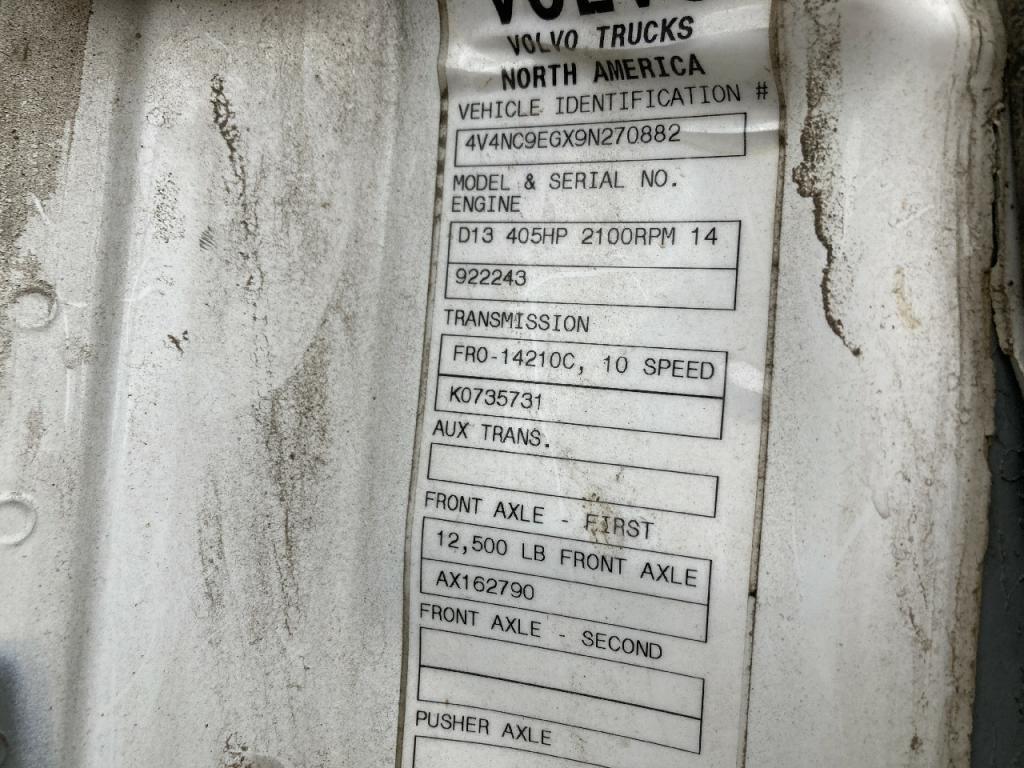 VOLVO
VOLVO TRUCKS
NORTH AMERICA
VEHICLE IDENTIFICATION #
4V4NC9EGX9N270882
MODEL & SERIAL NO.
ENGINE
D13 405HP 2100RPM 14
922243
TRANSMISSION
FRO-14210C, 10 SPEED
K0735731
AUX TRANS.
FRONT AXLE - FIRST
12,500 LB FRONT AXLE
AX162790
FRONT AXLE - SECOND
PUSHER AXLE